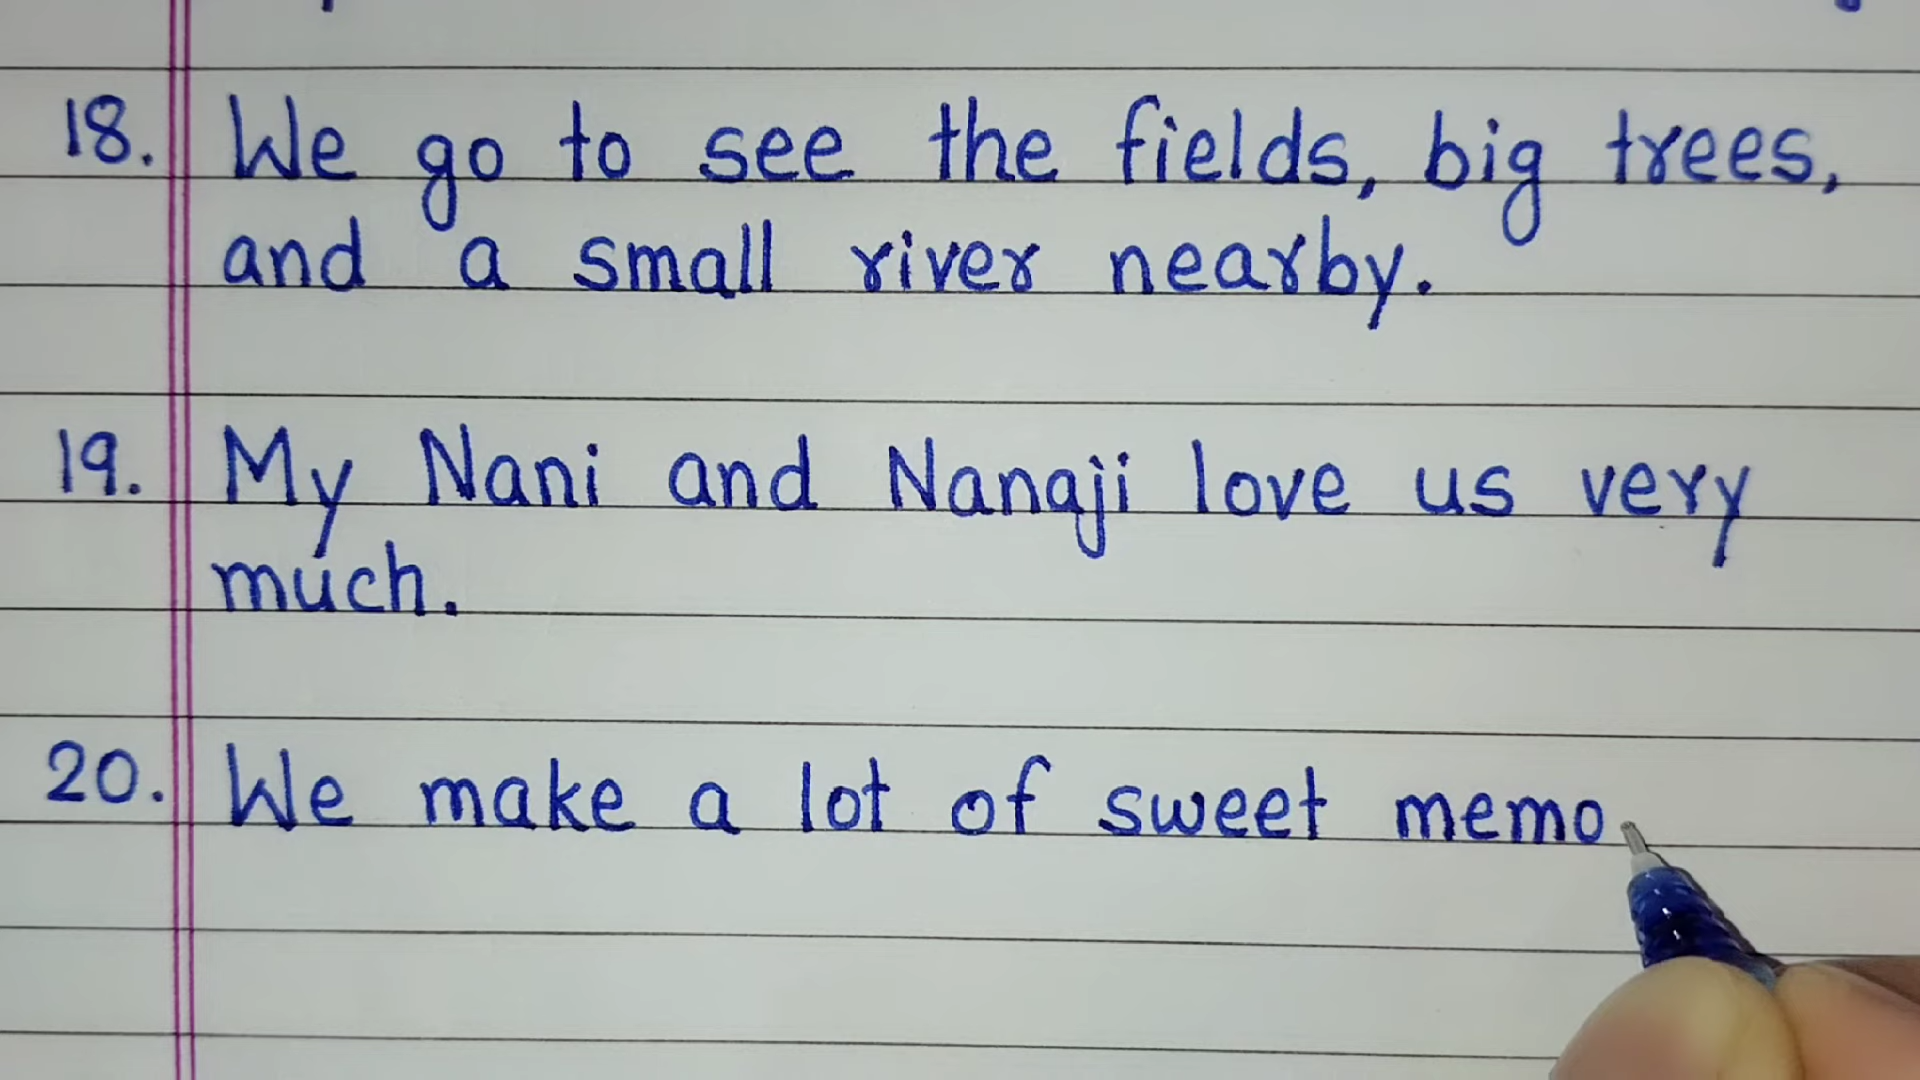 18. We go to see the fields, big trees,
and a small river nearby.
19. My Nani and Nanaji love us very
much.
20. We make a lot of sweet memo